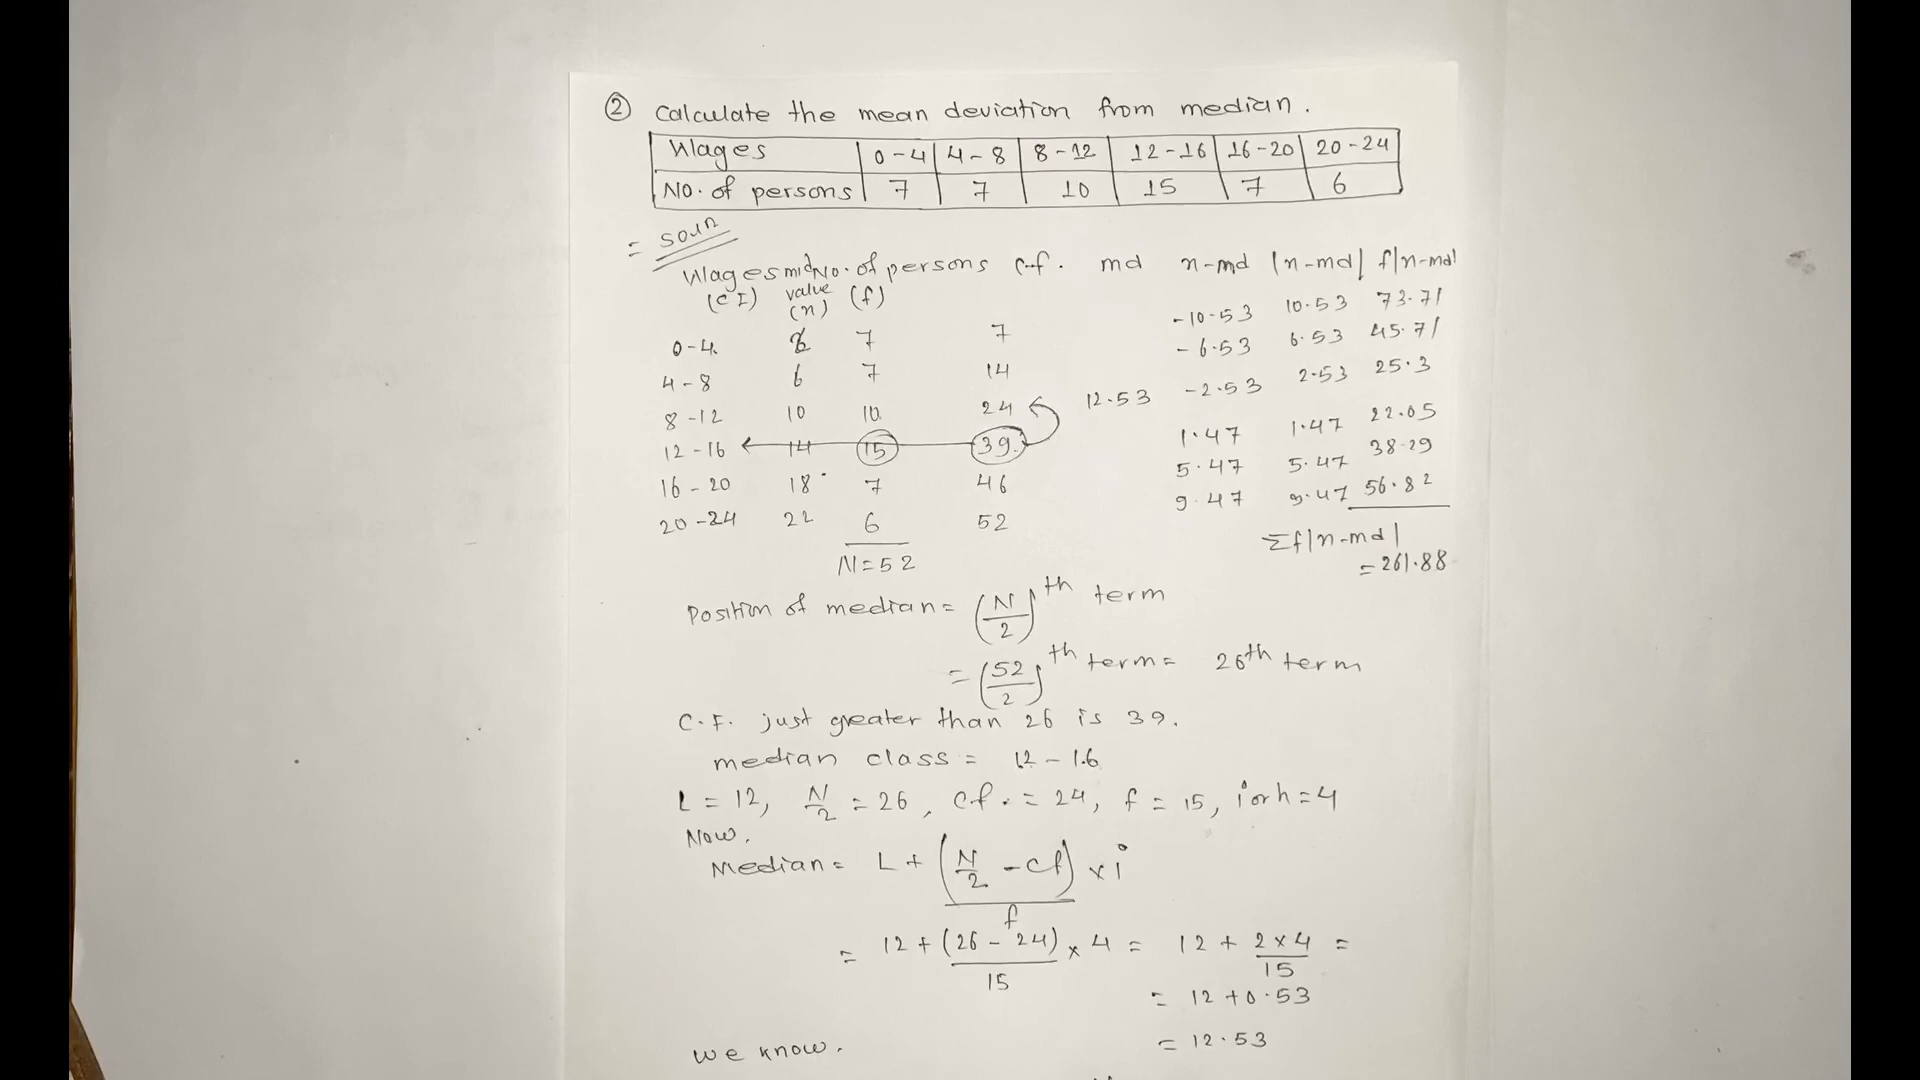 ② Calculate the mean deviation from median.
Wages 0-4 4-8 8-12 12-16 16-20 20-24
No. of persons 7 7 10 15 7 6
= Soln
Wages mid No. of persons c.f. md x-md |x-md| f|x-md|
(CI) value (x) (f)
0-4 2 7 7 -10.53 10.53 73.71
4-8 6 7 14 -6.53 6.53 45.71
8-12 10 10 24 12.53 -2.53 2.53 25.3
12-16 14 15 39 1.47 1.47 22.05
16-20 18 7 46 5.47 5.47 38.29
20-24 22 6 52 9.47 9.47 56.82
N=52 Σf|x-md|
= 261.88
Position of median = (N/2)th term
= (52/2)th term = 26th term
C.F. just greater than 26 is 39.
median class = 12-16
L = 12, N/2 = 26, cf. = 24, f = 15, i or h = 4
Now,
Median = L + (N/2 - cf)/f × i
= 12 + (26 - 24)/15 × 4 = 12 + 2×4/15 =
= 12 + 0.53
= 12.53
we know.